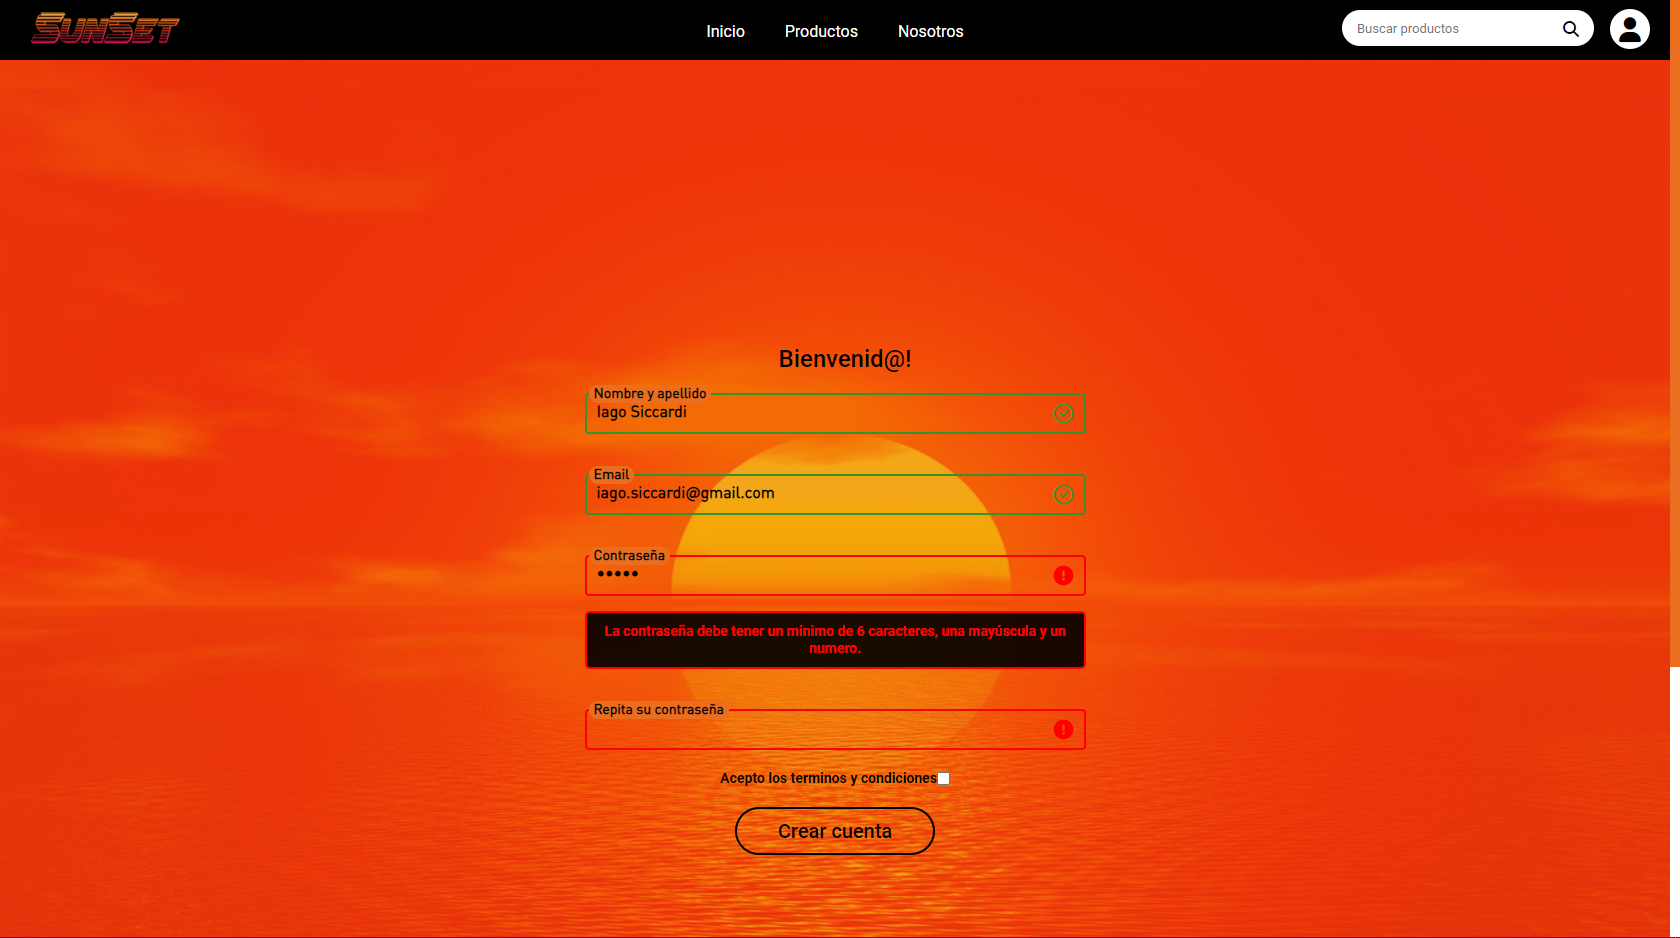 SunSet
Inicio Productos Nosotros
Buscar productos
Bienvenid@!
Nombre y apellido
Iago Siccardi
Email
iago.siccardi@gmail.com
Contraseña
•••••
La contraseña debe tener un minimo de 6 caracteres, una mayúscula y un
numero.
Repita su contraseña
Acepto los terminos y condiciones
Crear cuenta